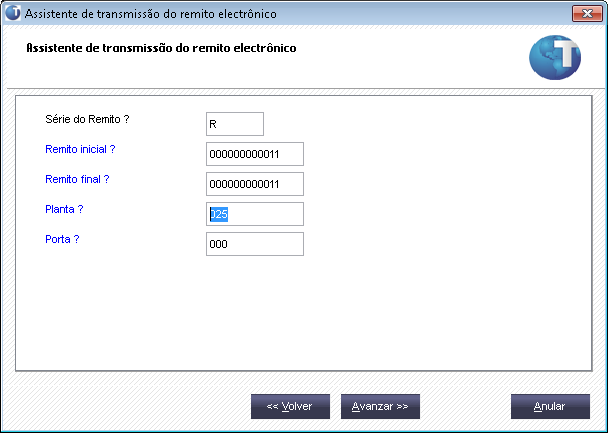 Assistente de transmissão do remito electrônico
Assistente de transmissão do remito electrônico
T
Série do Remito ?
R
Remito inicial ?
000000000011
Remito final ?
000000000011
Planta ?
025
Porta ?
000
<< Volver
Avanzar >>
Anular